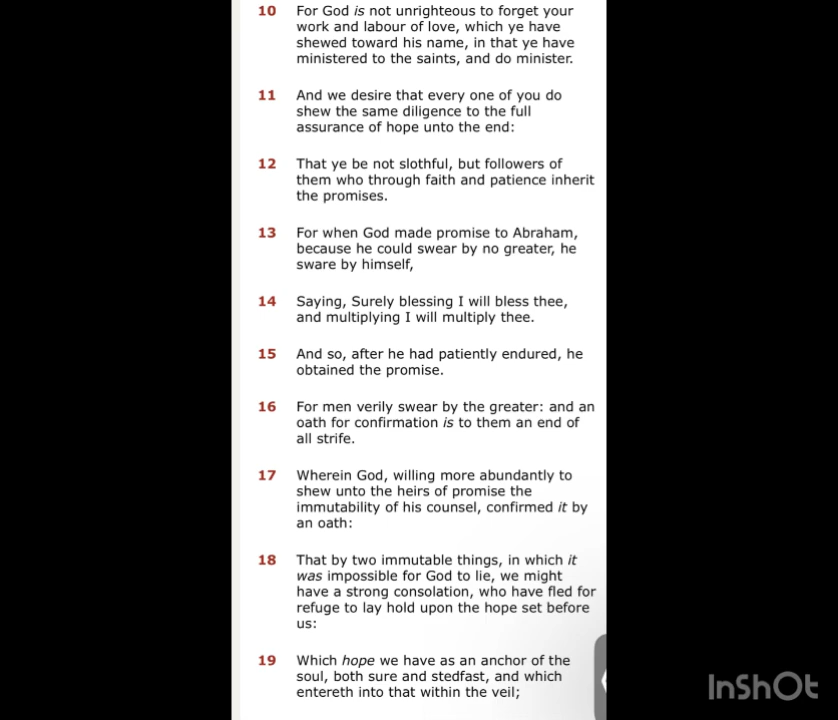 10 For God is not unrighteous to forget your
work and labour of love, which ye have
shewed toward his name, in that ye have
ministered to the saints, and do minister.
11 And we desire that every one of you do
shew the same diligence to the full
assurance of hope unto the end:
12 That ye be not slothful, but followers of
them who through faith and patience inherit
the promises.
13 For when God made promise to Abraham,
because he could swear by no greater, he
sware by himself,
14 Saying, Surely blessing I will bless thee,
and multiplying I will multiply thee.
15 And so, after he had patiently endured, he
obtained the promise.
16 For men verily swear by the greater: and an
oath for confirmation is to them an end of
all strife.
17 Wherein God, willing more abundantly to
shew unto the heirs of promise the
immutability of his counsel, confirmed it by
an oath:
18 That by two immutable things, in which it
was impossible for God to lie, we might
have a strong consolation, who have fled for
refuge to lay hold upon the hope set before
us:
19 Which hope we have as an anchor of the
soul, both sure and stedfast, and which
entereth into that within the veil;
InShOt